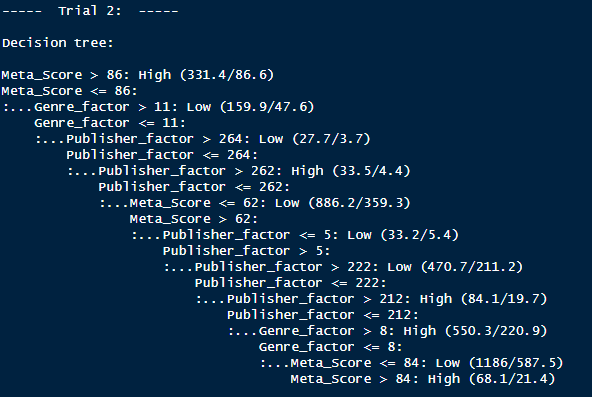 -----  Trial 2:  -----
Decision tree:
Meta_Score > 86: High (331.4/86.6)
Meta_Score <= 86:
:...Genre_factor > 11: Low (159.9/47.6)
    Genre_factor <= 11:
    :...Publisher_factor > 264: Low (27.7/3.7)
        Publisher_factor <= 264:
        :...Publisher_factor > 262: High (33.5/4.4)
            Publisher_factor <= 262:
            :...Meta_Score <= 62: Low (886.2/359.3)
                Meta_Score > 62:
                :...Publisher_factor <= 5: Low (33.2/5.4)
                    Publisher_factor > 5:
                    :...Publisher_factor > 222: Low (470.7/211.2)
                        Publisher_factor <= 222:
                        :...Publisher_factor > 212: High (84.1/19.7)
                            Publisher_factor <= 212:
                            :...Genre_factor > 8: High (550.3/220.9)
                                Genre_factor <= 8:
                                :...Meta_Score <= 84: Low (1186/587.5)
                                    Meta_Score > 84: High (68.1/21.4)